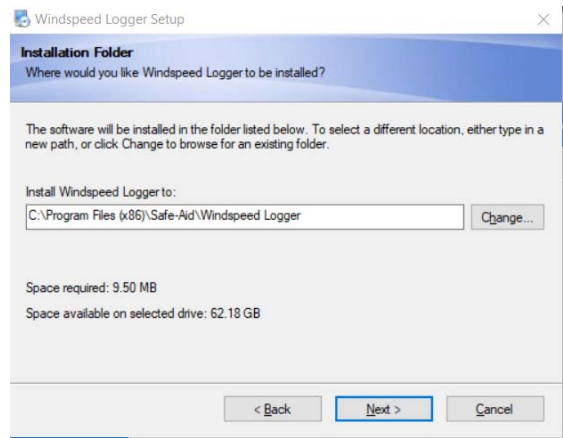 Windspeed Logger Setup
Installation Folder
Where would you like Windspeed Logger to be installed?
The software will be installed in the folder listed below. To select a different location, either type in a
new path, or click Change to browse for an existing folder.
Install Windspeed Logger to:
C:\Program Files (x86)\Safe-Aid\Windspeed Logger
Change...
Space required: 9.50 MB
Space available on selected drive: 62.18 GB
< Back
Next >
Cancel